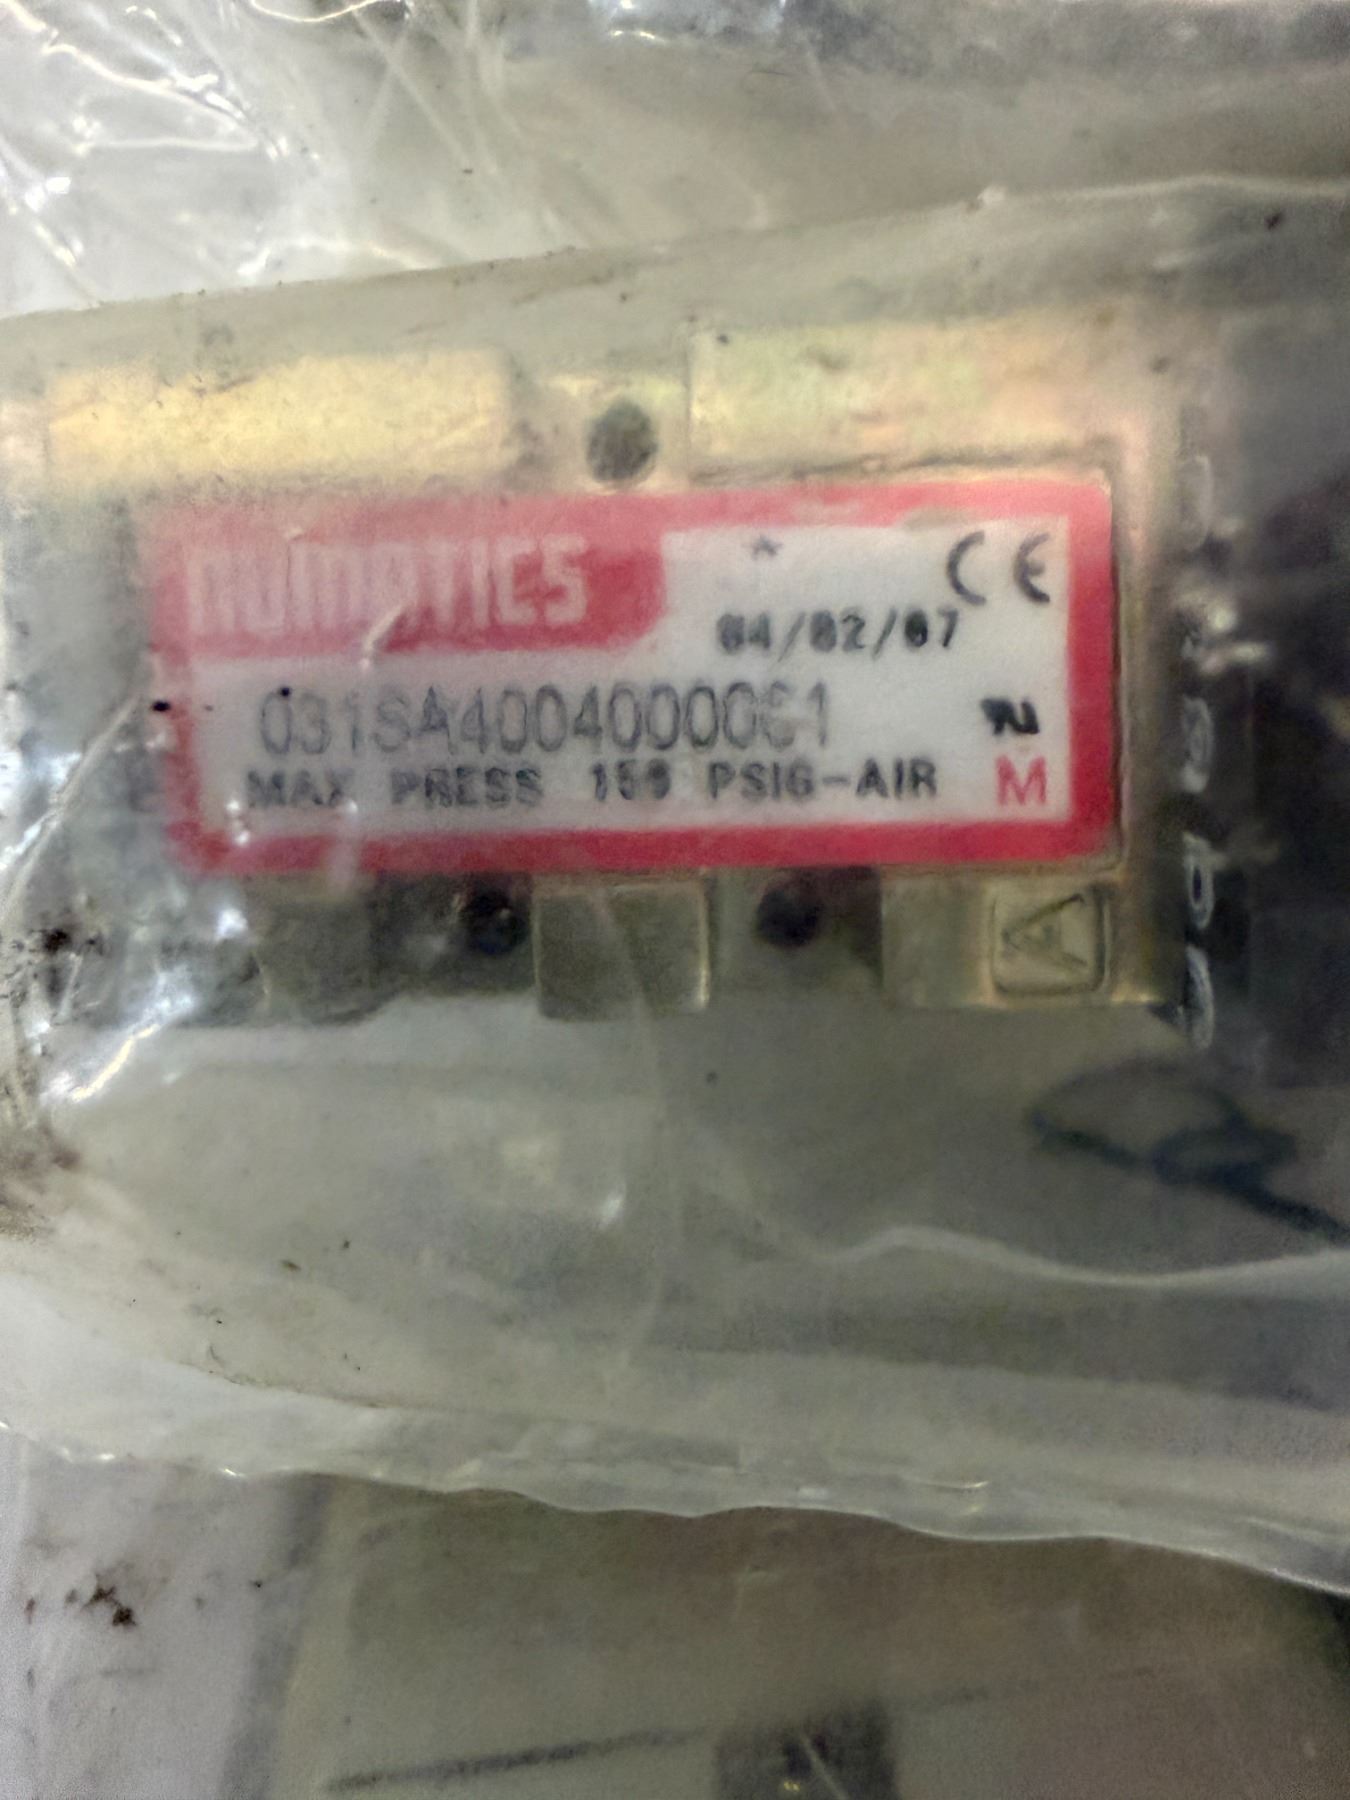 NUMATICS
CE
04/02/07
031SA4004000061
MAX PRESS 150 PSIG-AIR
M
A